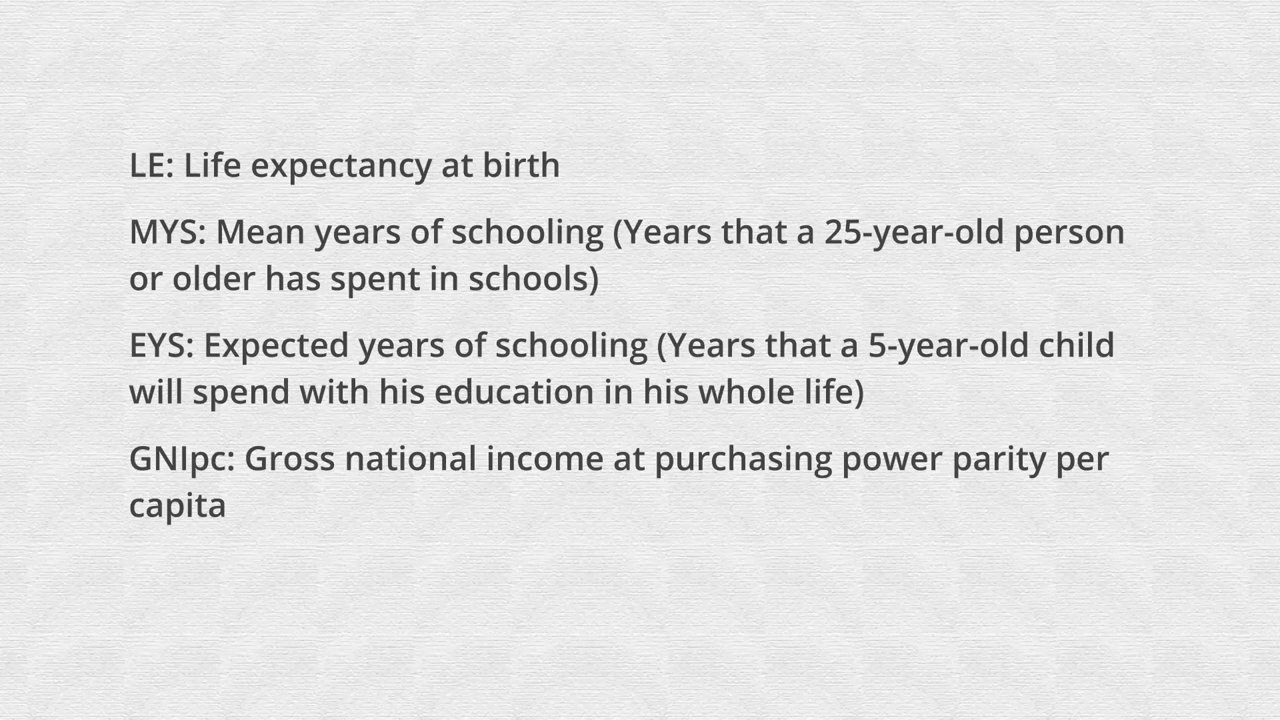 LE: Life expectancy at birth
MYS: Mean years of schooling (Years that a 25-year-old person
or older has spent in schools)
EYS: Expected years of schooling (Years that a 5-year-old child
will spend with his education in his whole life)
GNIpc: Gross national income at purchasing power parity per
capita